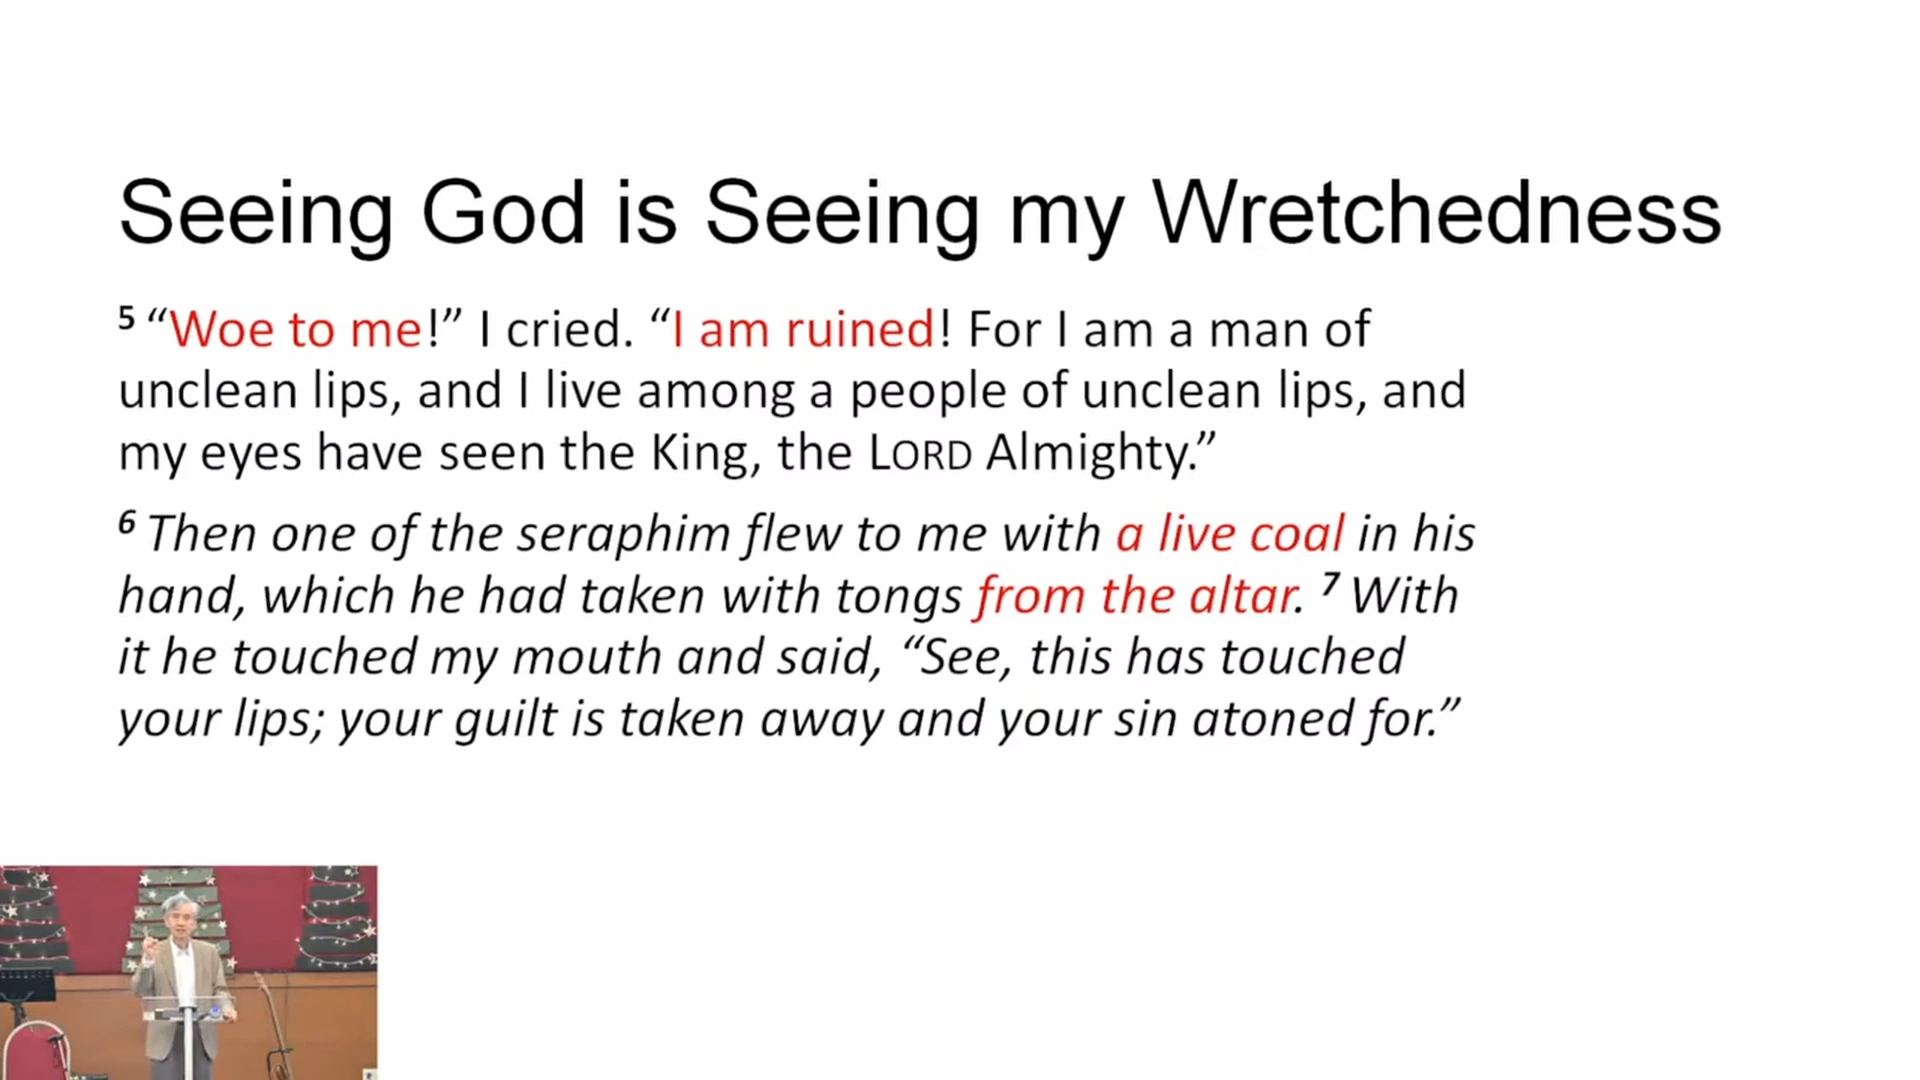 Seeing God is Seeing my Wretchedness
5 “Woe to me!” I cried. “I am ruined! For I am a man of
unclean lips, and I live among a people of unclean lips, and
my eyes have seen the King, the LORD Almighty.”
6 Then one of the seraphim flew to me with a live coal in his
hand, which he had taken with tongs from the altar. 7 With
it he touched my mouth and said, “See, this has touched
your lips; your guilt is taken away and your sin atoned for.”